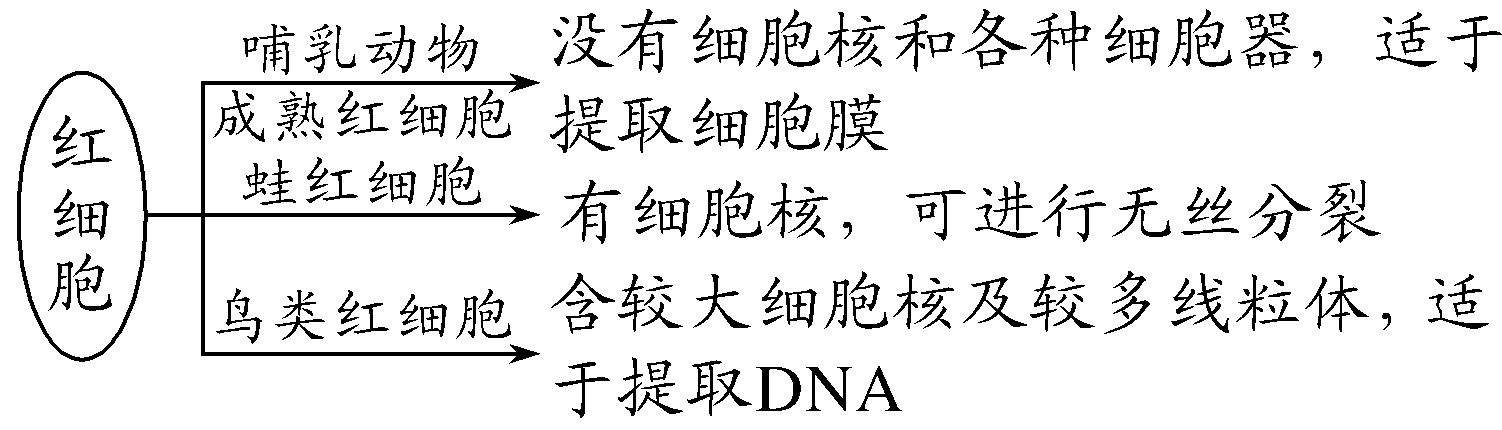 红细胞
哺乳动物
成熟红细胞
没有细胞核和各种细胞器，适于
提取细胞膜
蛙红细胞
有细胞核，可进行无丝分裂
鸟类红细胞
含较大细胞核及较多线粒体，适
于提取DNA